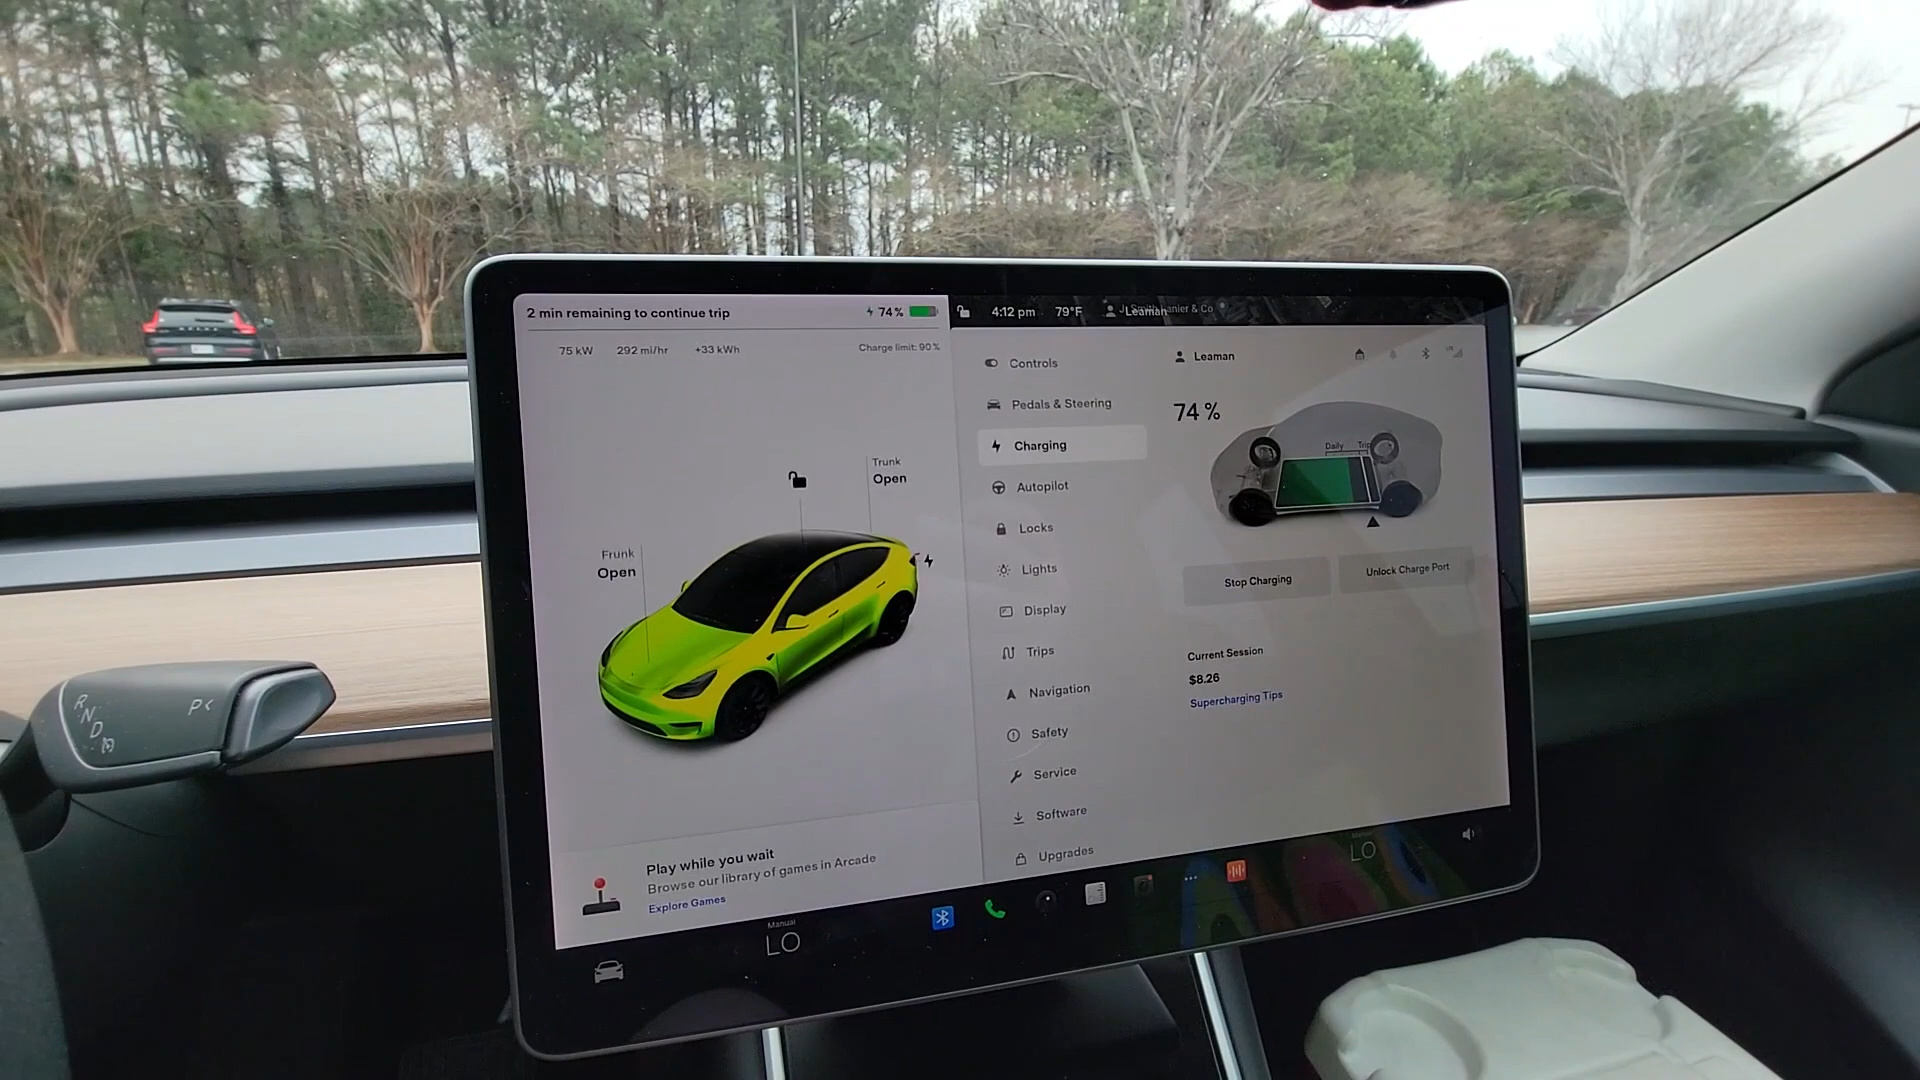 2 min remaining to continue trip
74%
75 kW 292 mi/hr +33 kWh
Charge limit: 90%
Trunk
Open
Frunk
Open
Play while you wait
Browse our library of games in Arcade
Explore Games
4:12 pm 79°F Leaman
Controls
Pedals & Steering
Charging
Autopilot
Locks
Lights
Display
Trips
Navigation
Safety
Service
Software
Upgrades
Leaman
LTE
74 %
Daily Trip
Stop Charging
Unlock Charge Port
Current Session
$8.26
Supercharging Tips
Manual
LO
Manual
LO
R
N
D
P<